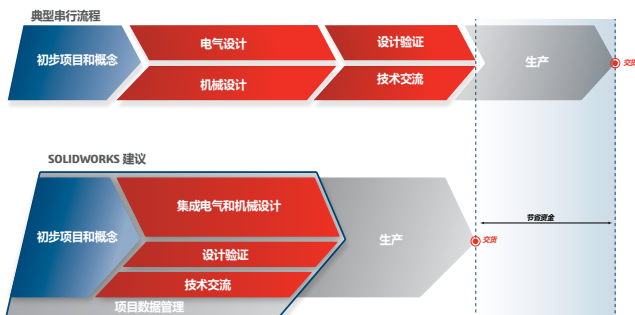 典型串行流程
初步项目和概念
电气设计
机械设计
设计验证
技术交流
生产
交货
SOLIDWORKS 建议
初步项目和概念
集成电气和机械设计
设计验证
技术交流
项目数据管理
生产
交货
节省资金